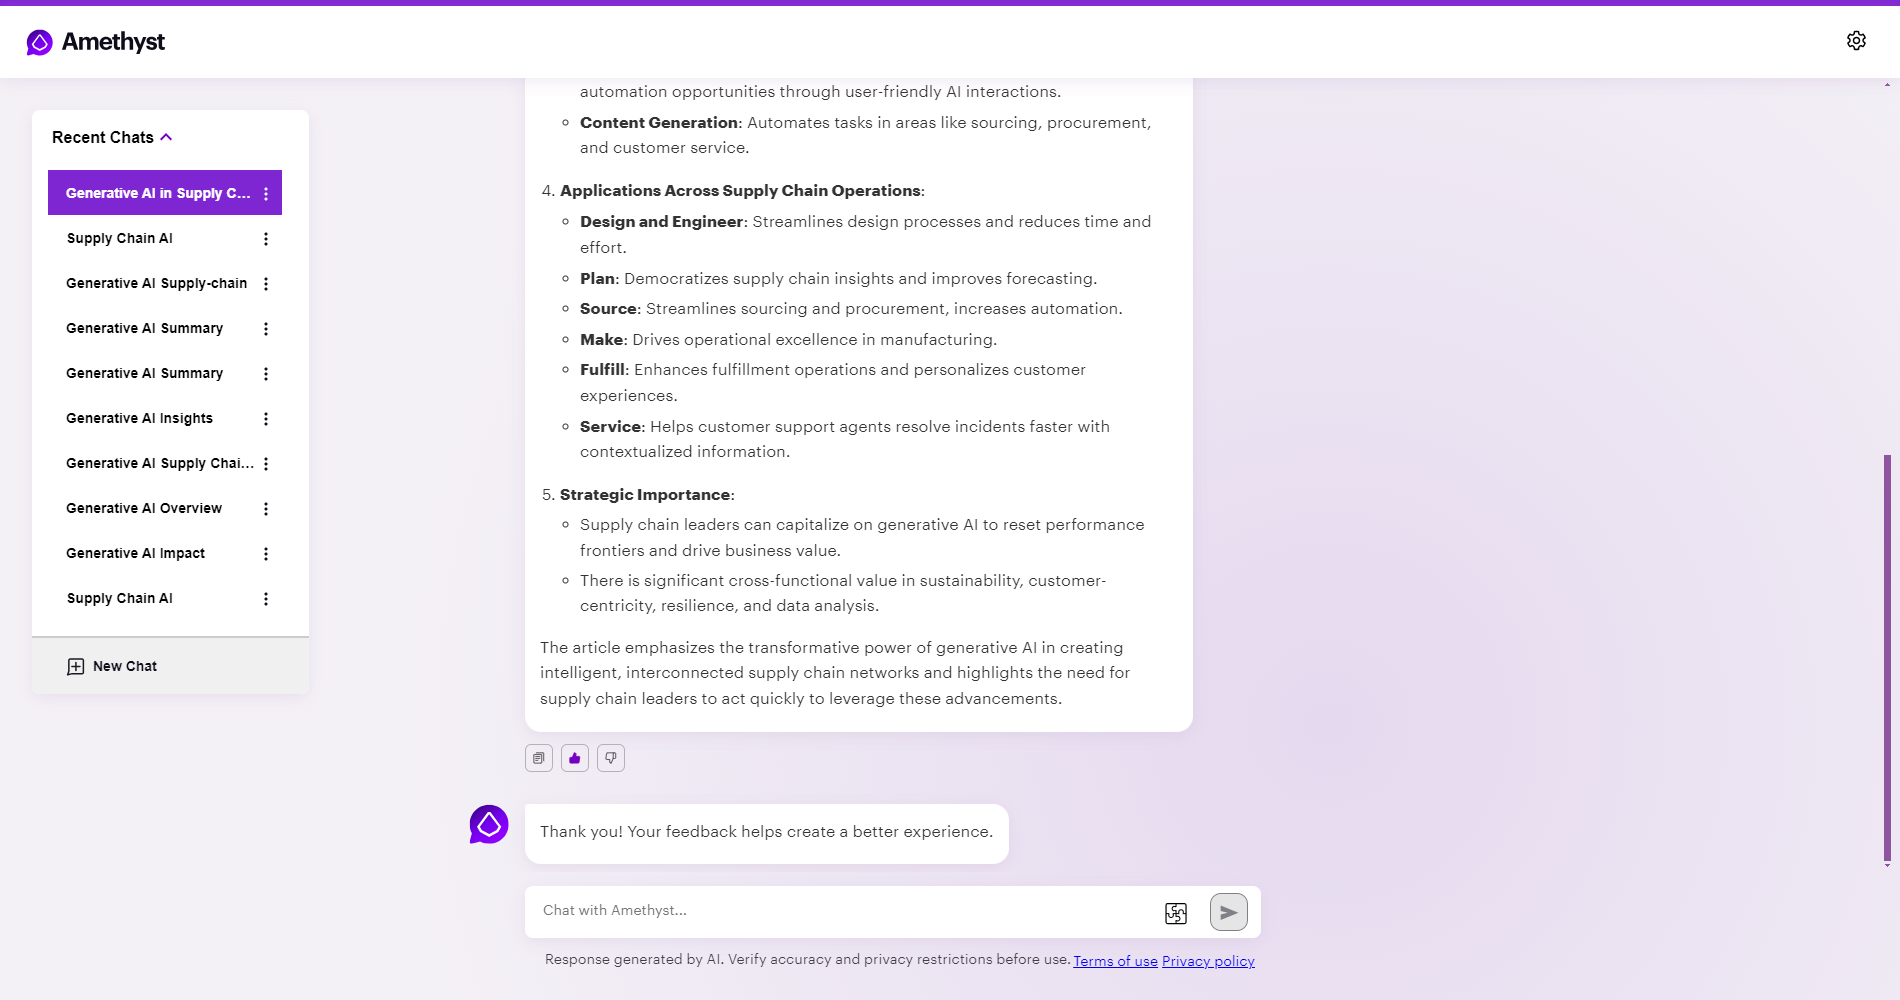 Amethyst
Recent Chats
Generative AI in Supply C...
Supply Chain AI
Generative AI Supply-chain
Generative AI Summary
Generative AI Summary
Generative AI Insights
Generative AI Supply Chai...
Generative AI Overview
Generative AI Impact
Supply Chain AI
New Chat
automation opportunities through user-friendly AI interactions.
Content Generation: Automates tasks in areas like sourcing, procurement,
and customer service.
4. Applications Across Supply Chain Operations:
Design and Engineer: Streamlines design processes and reduces time and
effort.
Plan: Democratizes supply chain insights and improves forecasting.
Source: Streamlines sourcing and procurement, increases automation.
Make: Drives operational excellence in manufacturing.
Fulfill: Enhances fulfillment operations and personalizes customer
experiences.
Service: Helps customer support agents resolve incidents faster with
contextualized information.
5. Strategic Importance:
Supply chain leaders can capitalize on generative AI to reset performance
frontiers and drive business value.
There is significant cross-functional value in sustainability, customer-
centricity, resilience, and data analysis.
The article emphasizes the transformative power of generative AI in creating
intelligent, interconnected supply chain networks and highlights the need for
supply chain leaders to act quickly to leverage these advancements.
Thank you! Your feedback helps create a better experience.
Chat with Amethyst...
Response generated by AI. Verify accuracy and privacy restrictions before use. Terms of use Privacy policy